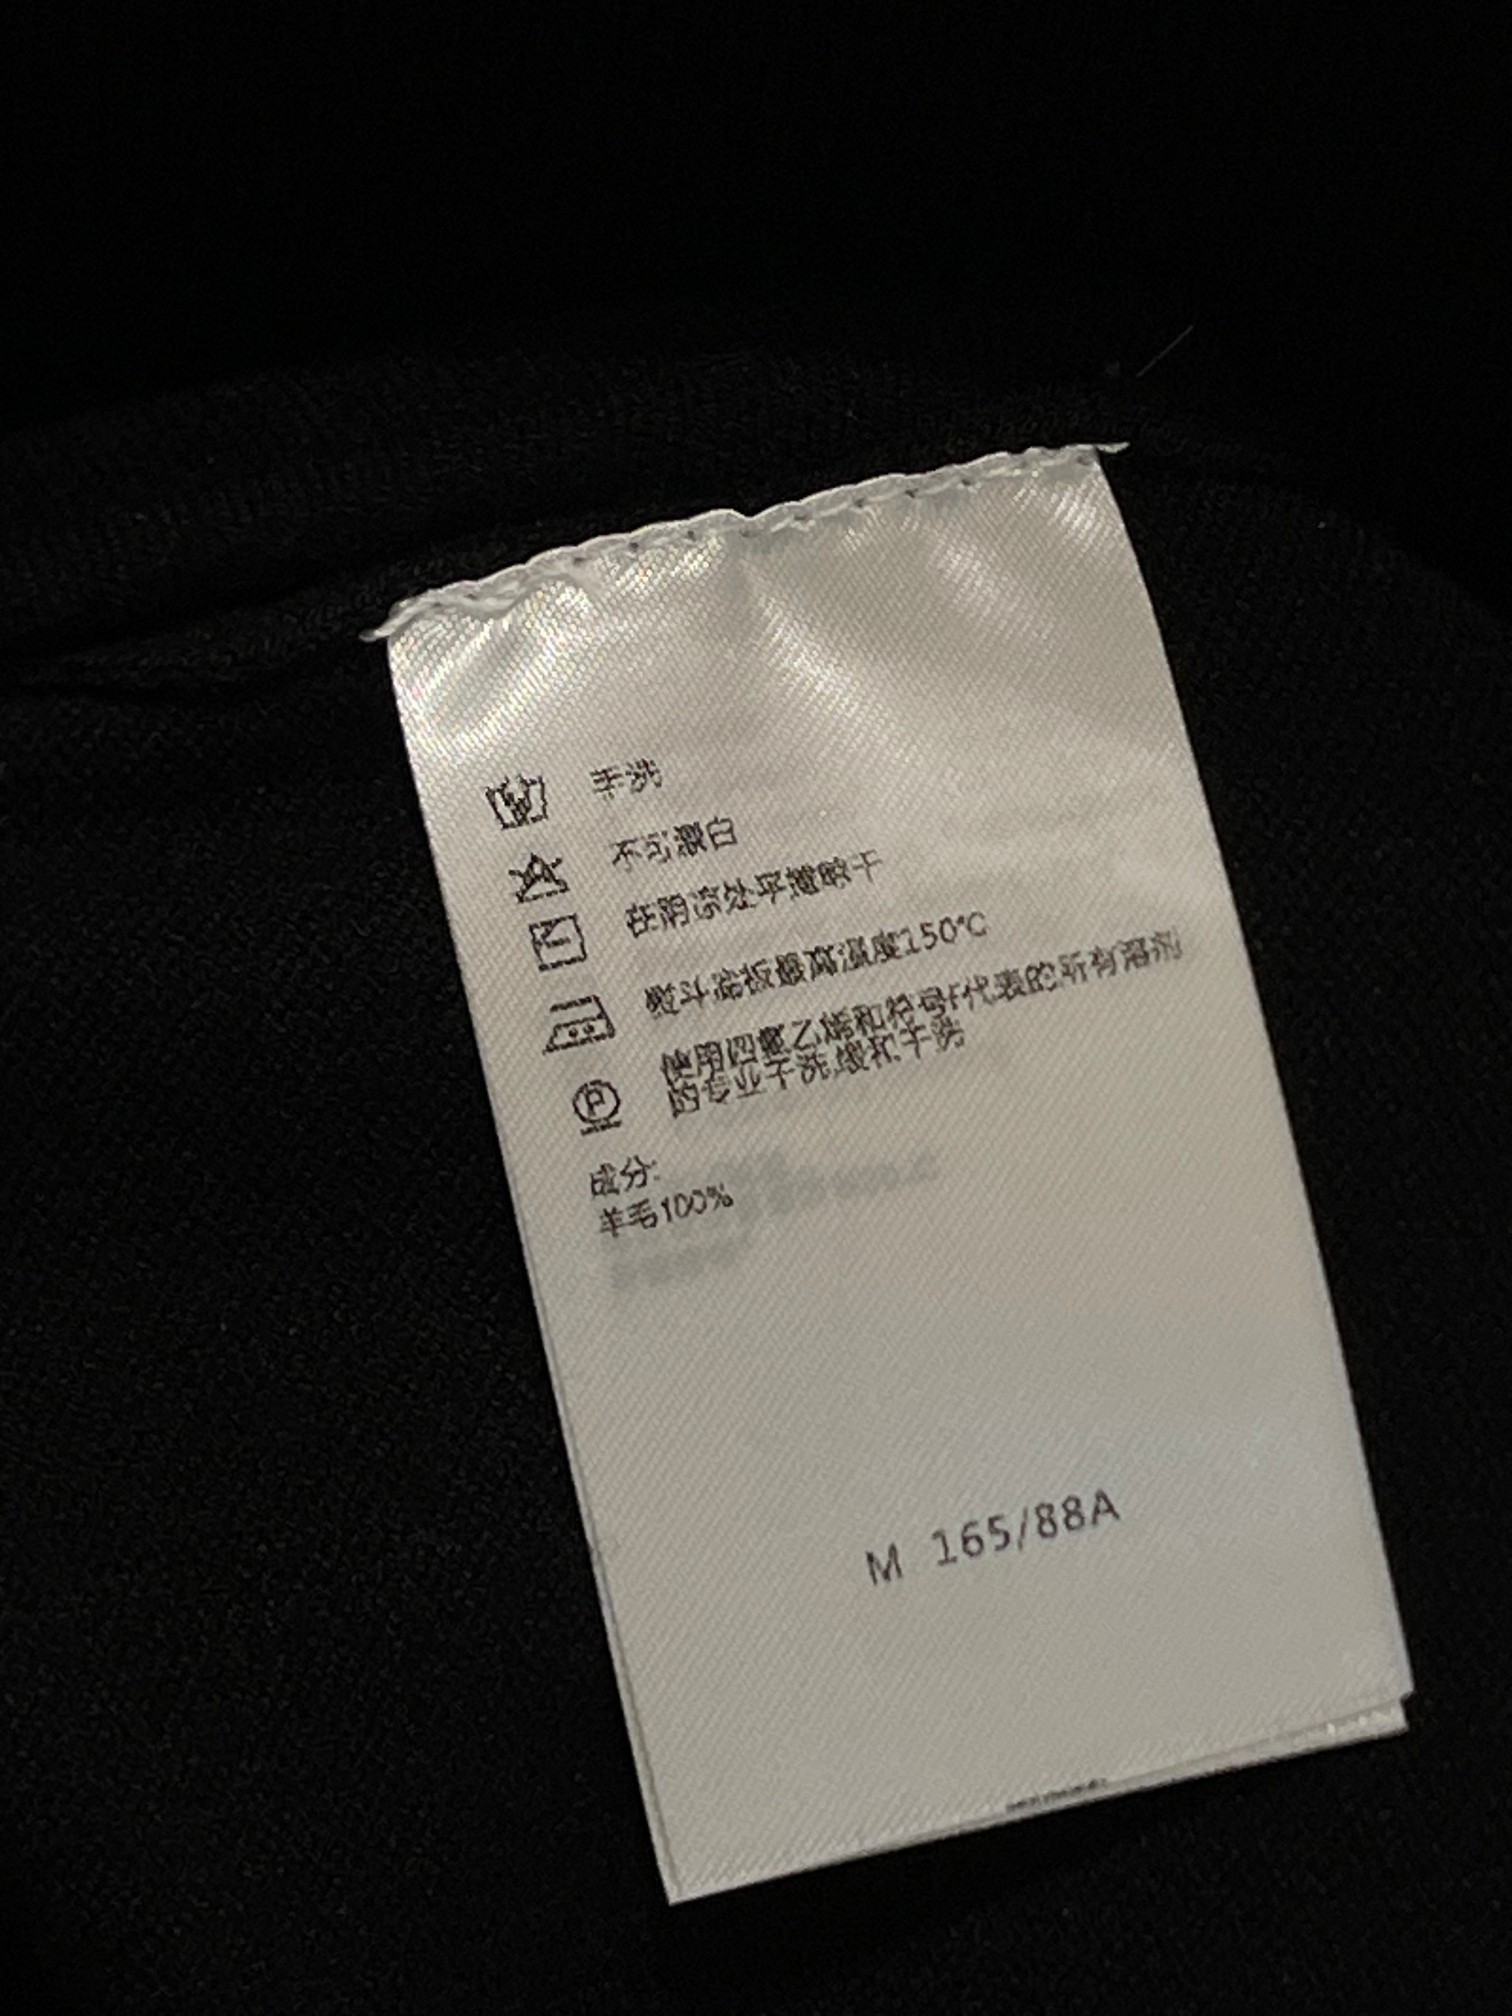 手洗
不可漂白
在阴凉处平摊晾干
熨斗底板最高温度150℃
使用四氯乙烯和符号F代表的所有溶剂
的专业干洗,缓和干洗
P
成分:
羊毛100%
M 165/88A